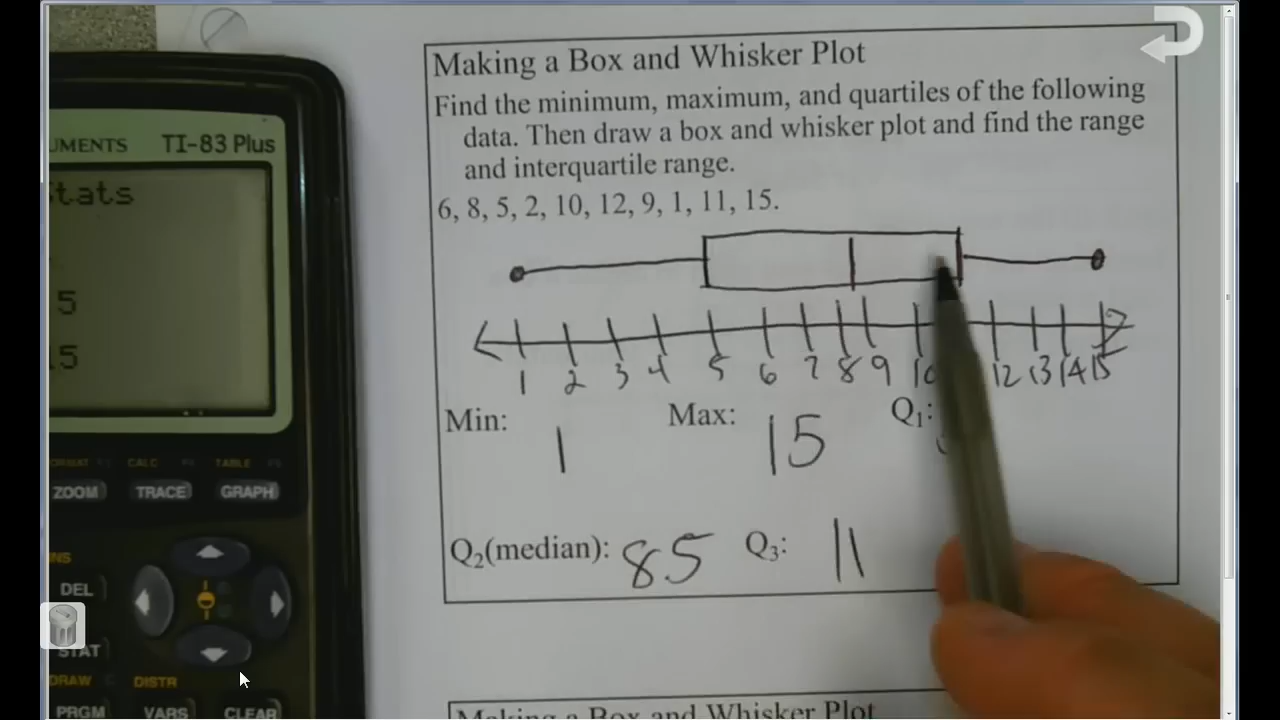 Making a Box and Whisker Plot
Find the minimum, maximum, and quartiles of the following
data. Then draw a box and whisker plot and find the range
and interquartile range.
6, 8, 5, 2, 10, 12, 9, 1, 11, 15.
1 2 3 4 5 6 7 8 9 10 12 13 14 15
Min: 1 Max: 15 Q1:
Q2(median): 8.5 Q3: 11
Making a Box and Whisker Plot
UMENTS TI-83 Plus
tats
5
15
CALC TABLE
ZOOM TRACE GRAPH
DEL
STAT
DRAW DISTR
PRGM VARS CLEAR